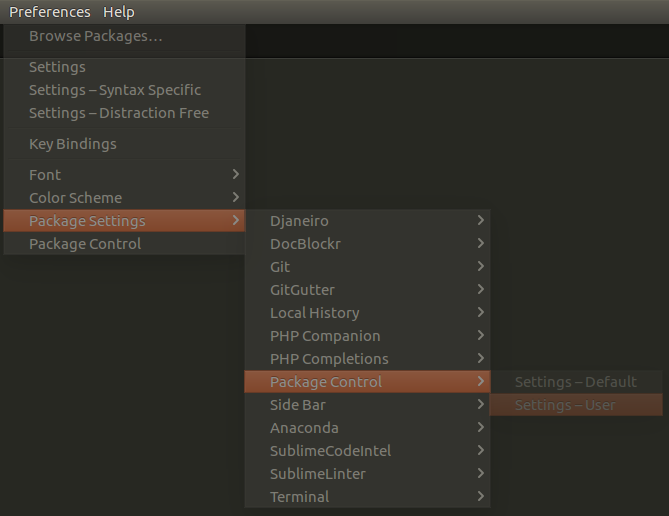 Preferences Help
Browse Packages...
Settings
Settings – Syntax Specific
Settings – Distraction Free
Key Bindings
Font
Color Scheme
Package Settings
Package Control
Djaneiro
DocBlockr
Git
GitGutter
Local History
PHP Companion
PHP Completions
Package Control
Side Bar
Anaconda
SublimeCodeIntel
SublimeLinter
Terminal
Settings – Default
Settings – User